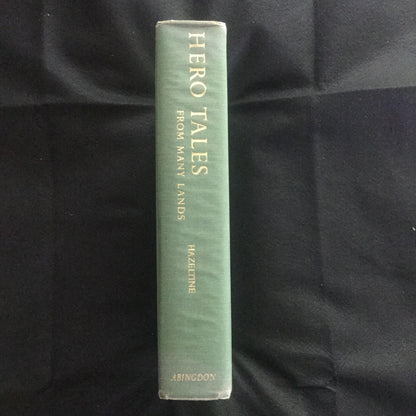 HERO TALES
FROM MANY LANDS
HAZELTINE
ABINGDON